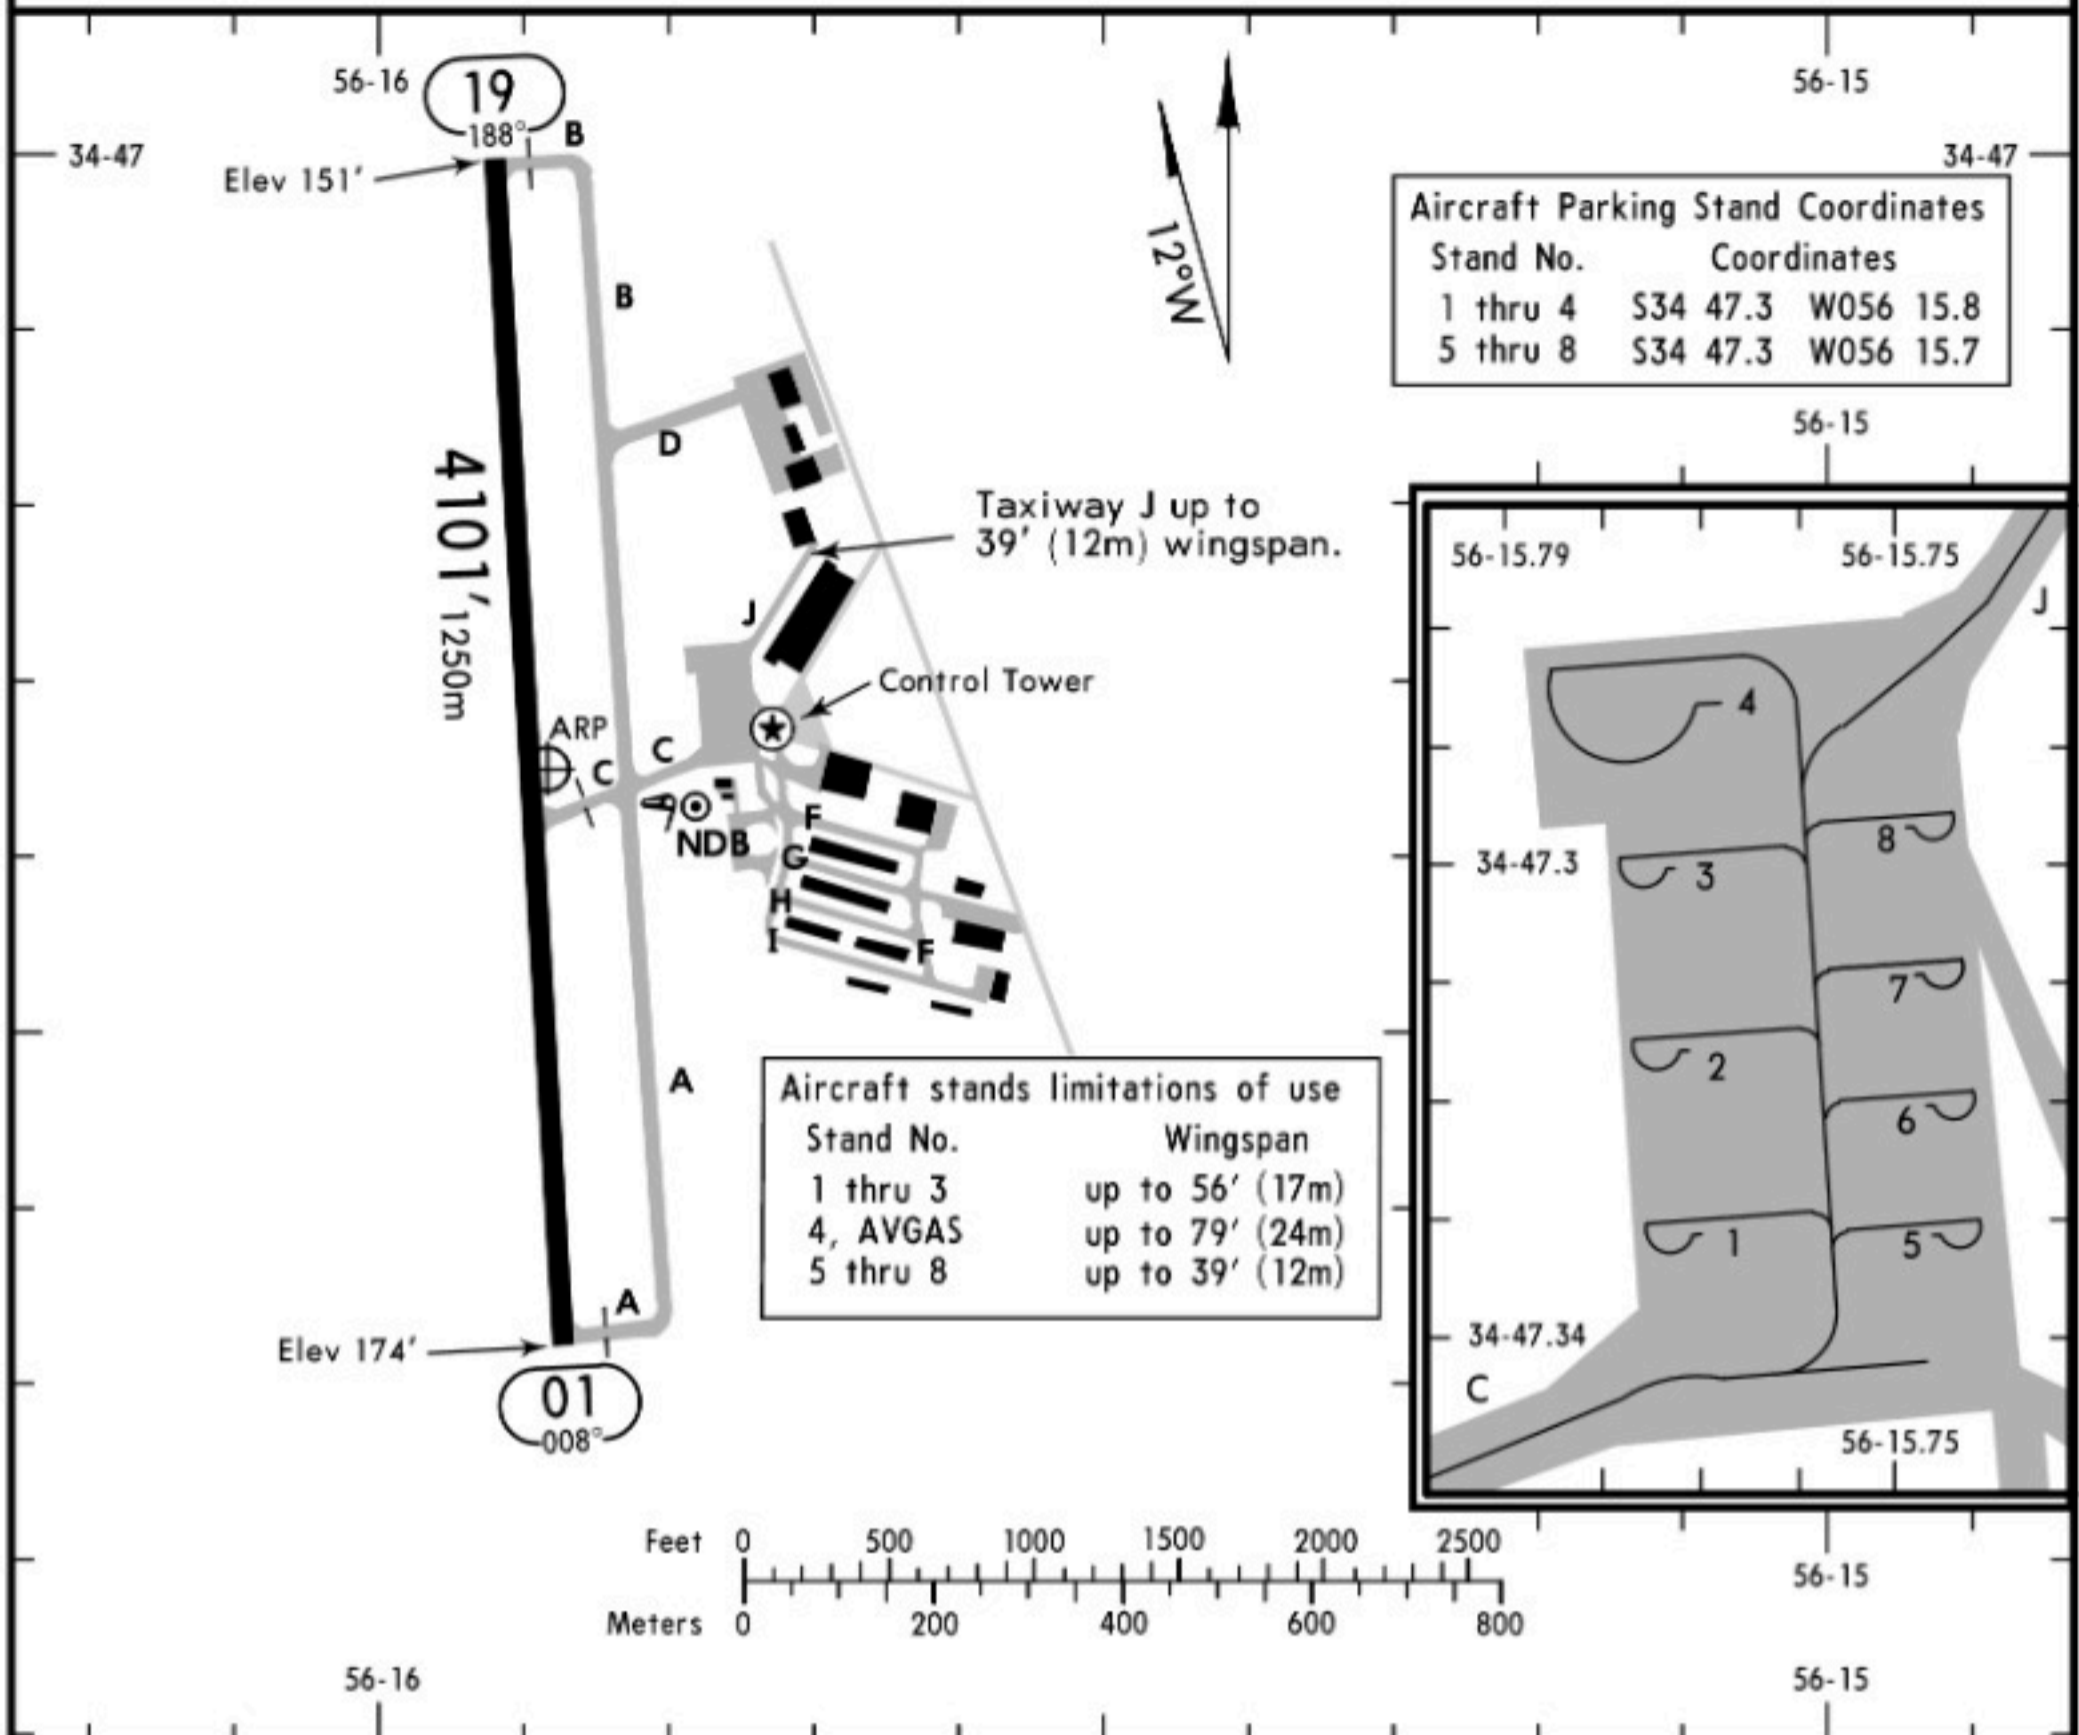 56-16
19
188°
B
56-15
34-47
34-47
Elev 151'
12°W
Aircraft Parking Stand Coordinates
Stand No. Coordinates
1 thru 4 S34 47.3 W056 15.8
5 thru 8 S34 47.3 W056 15.7
B
56-15
D
4101' 1250m
Taxiway J up to
39' (12m) wingspan.
J
Control Tower
ARP
C
C
NDB
F
G
H
I
F
A
56-15.79
56-15.75
J
4
8
34-47.3
3
7
2
6
1
5
34-47.34
C
56-15.75
Aircraft stands limitations of use
Stand No. Wingspan
1 thru 3 up to 56' (17m)
4, AVGAS up to 79' (24m)
5 thru 8 up to 39' (12m)
A
Elev 174'
01
008°
Feet 0 500 1000 1500 2000 2500
Meters 0 200 400 600 800
56-15
56-16
56-15